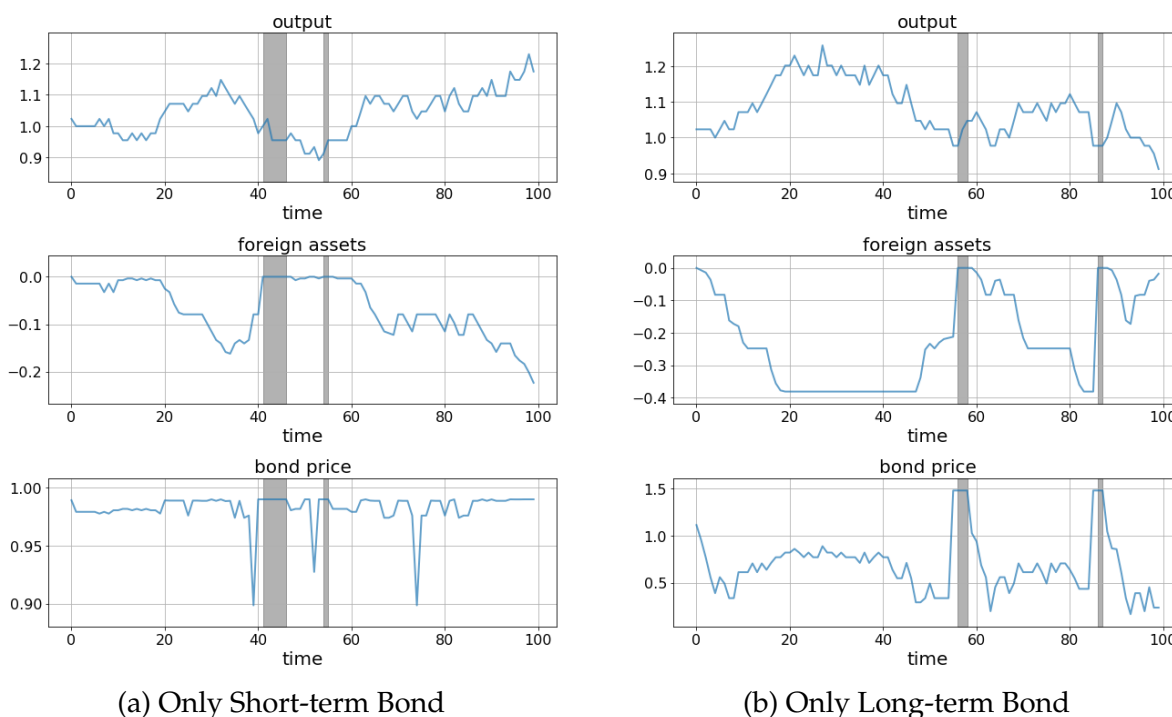 output
1.2
1.1
1.0
0.9
0 20 40 60 80 100
time
foreign assets
0.0
−0.1
−0.2
0 20 40 60 80 100
time
bond price
1.00
0.95
0.90
0 20 40 60 80 100
time
(a) Only Short-term Bond
output
1.2
1.1
1.0
0.9
0 20 40 60 80 100
time
foreign assets
0.0
−0.1
−0.2
−0.3
−0.4
0 20 40 60 80 100
time
bond price
1.5
1.0
0.5
0 20 40 60 80 100
time
(b) Only Long-term Bond